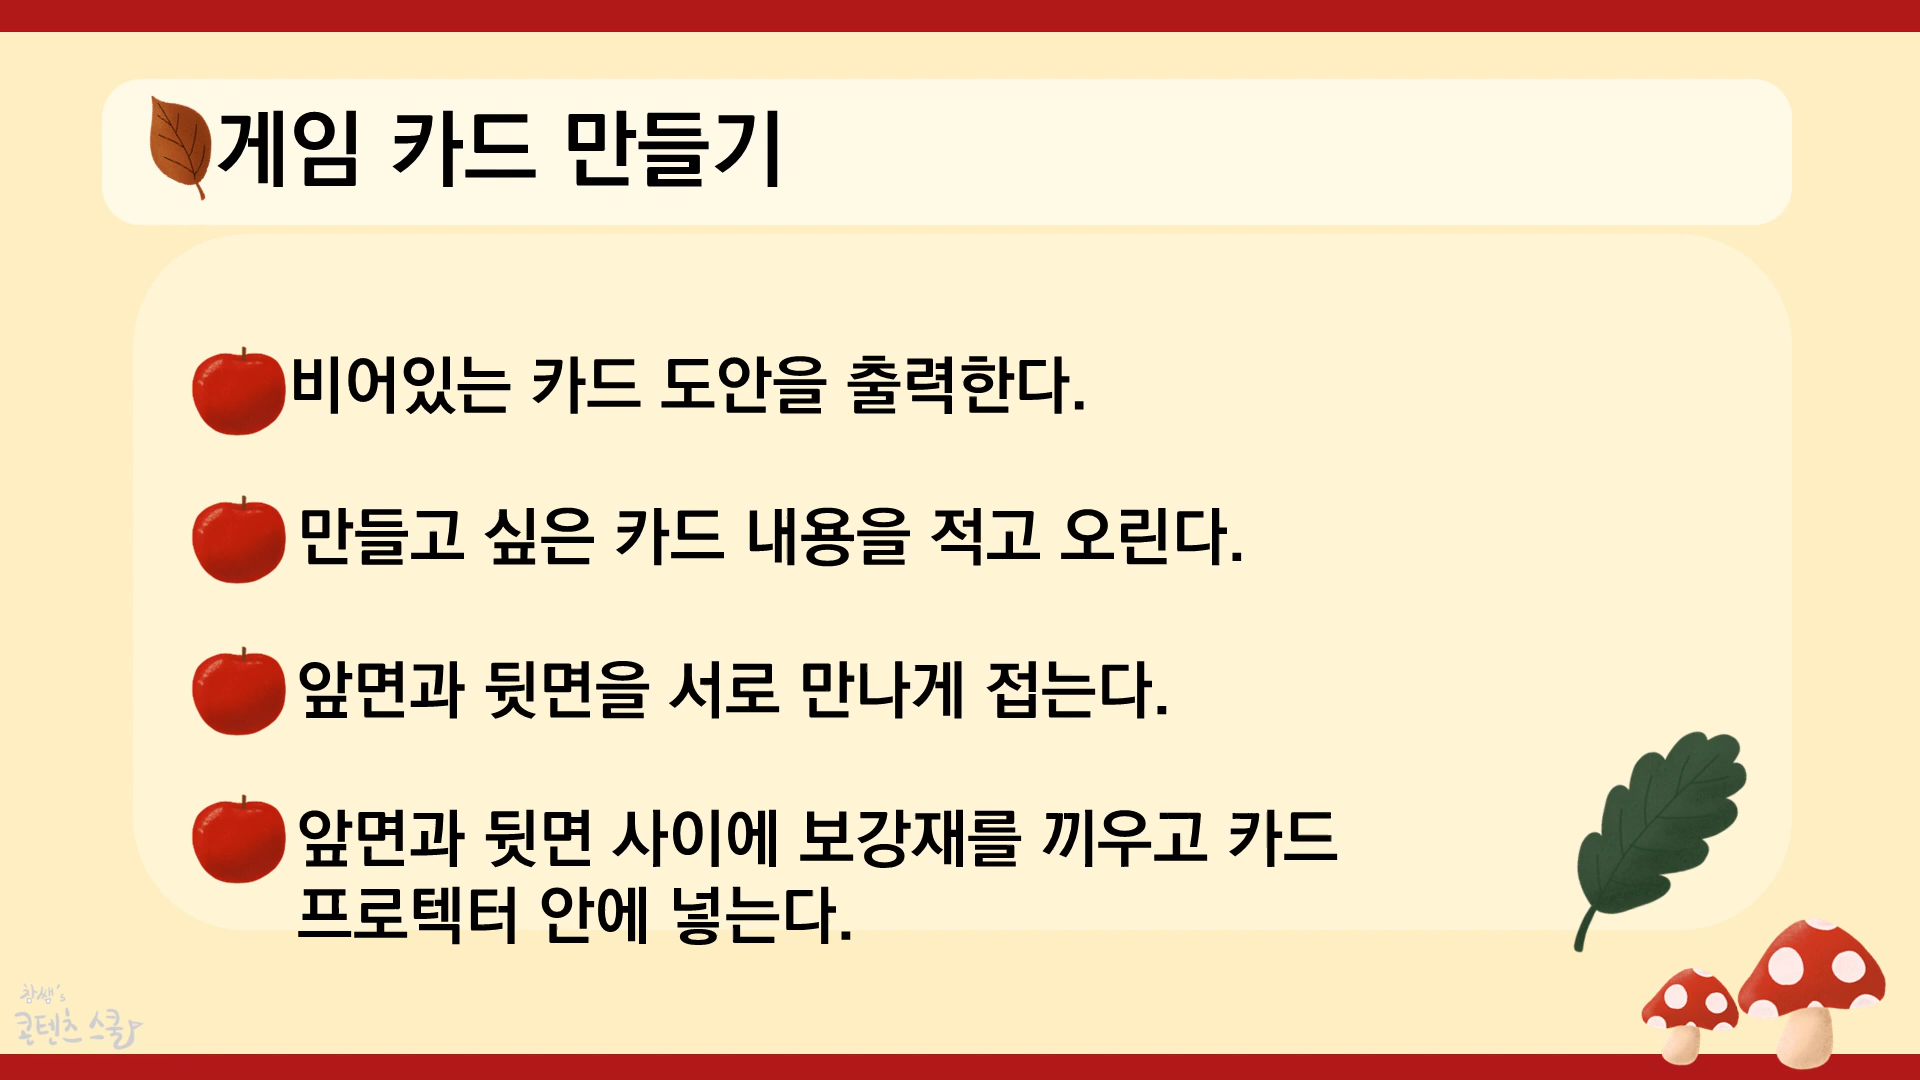 게임 카드 만들기
비어있는 카드 도안을 출력한다.
만들고 싶은 카드 내용을 적고 오린다.
앞면과 뒷면을 서로 만나게 접는다.
앞면과 뒷면 사이에 보강재를 끼우고 카드
프로텍터 안에 넣는다.
참쌤's
콘텐츠 스쿨